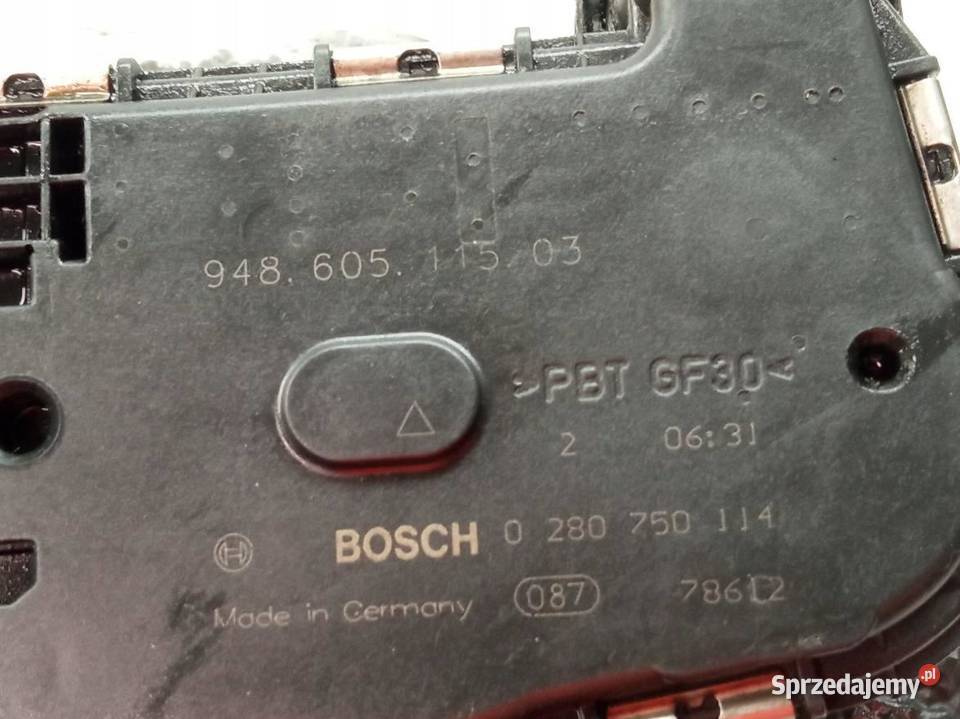 948.605.115.03
>PBT GF30<
2 06:31
BOSCH 0 280 750 114
Made in Germany 087 78612
Sprzedajemy.pl